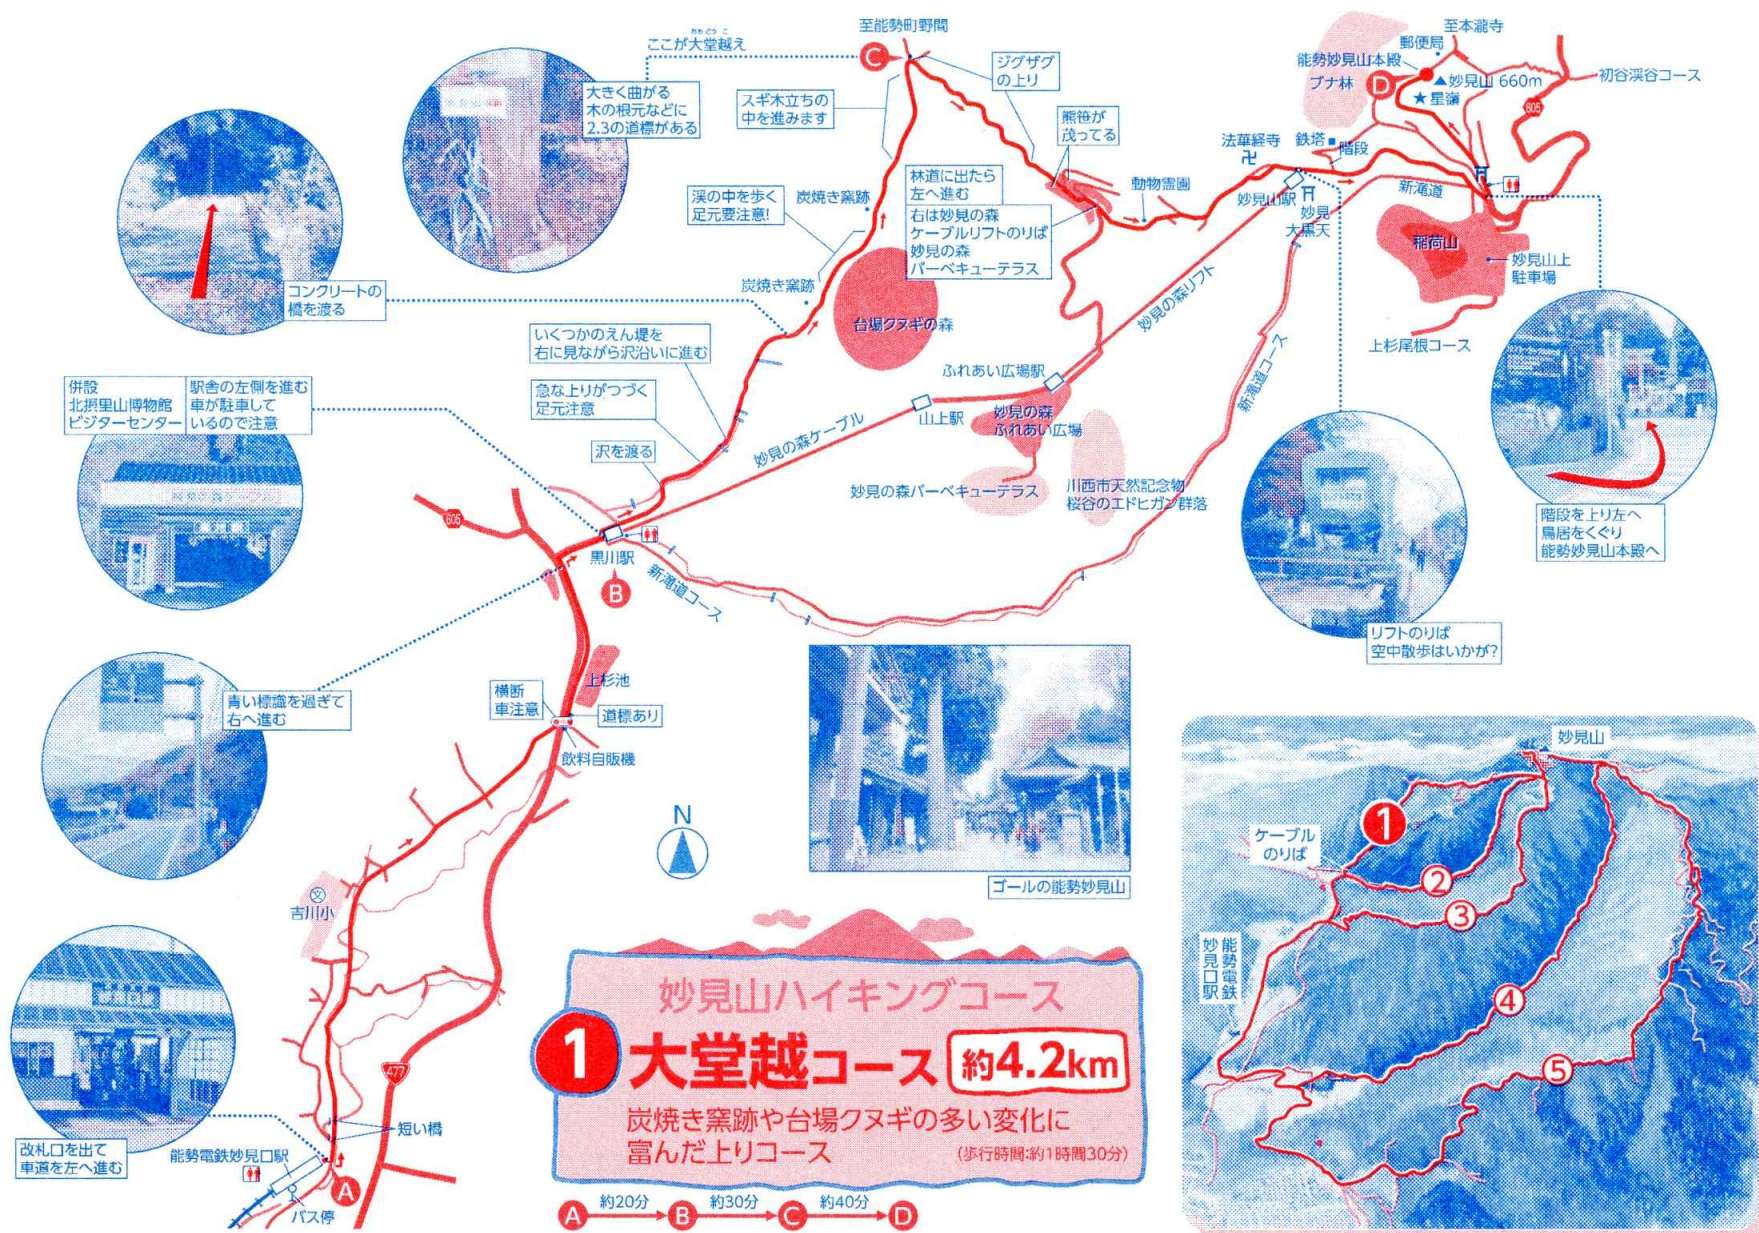 至能勢町野間
おおどうこ
ここが大堂越え
C
ジグザグ
の上り
大きく曲がる
木の根元などに
2.3の道標がある
スギ木立ちの
中を進みます
熊笹が
茂ってる
至本瀧寺
郵便局
能勢妙見山本殿
ブナ林
D
妙見山 660m
★星嶺
初谷渓谷コース
605
法華経寺
卍
鉄塔
階段
渓の中を歩く
足元要注意!
炭焼き窯跡
林道に出たら
左へ進む
右は妙見の森
ケーブルリフトのりば
妙見の森
バーベキューテラス
動物霊園
妙見山駅
妙見
大黒天
新滝道
稲荷山
妙見山上
駐車場
コンクリートの
橋を渡る
炭焼き窯跡
台場クヌギの森
妙見の森リフト
上杉尾根コース
いくつかのえん堤を
右に見ながら沢沿いに進む
ふれあい広場駅
新滝道コース
併設
北摂里山博物館
ビジターセンター
駅舎の左側を進む
車が駐車して
いるので注意
急な上りがつづく
足元注意
山上駅
妙見の森
ふれあい広場
沢を渡る
妙見の森ケーブル
妙見の森バーベキューテラス
川西市天然記念物
桜谷のエドヒガン群落
階段を上り左へ
鳥居をくぐり
能勢妙見山本殿へ
605
黒川駅
B
新滝道コース
リフトのりば
空中散歩はいかが?
青い標識を過ぎて
右へ進む
横断
車注意
上杉池
道標あり
飲料自販機
N
ゴールの能勢妙見山
文
吉川小
477
改札口を出て
車道を左へ進む
能勢電鉄妙見口駅
短い橋
A
バス停
妙見山ハイキングコース
1
大堂越コース
約4.2km
炭焼き窯跡や台場クヌギの多い変化に
富んだ上りコース
(歩行時間:約1時間30分)
A 約20分 B 約30分 C 約40分 D
妙見山
1
ケーブル
のりば
2
3
能勢電鉄
妙見口駅
4
5